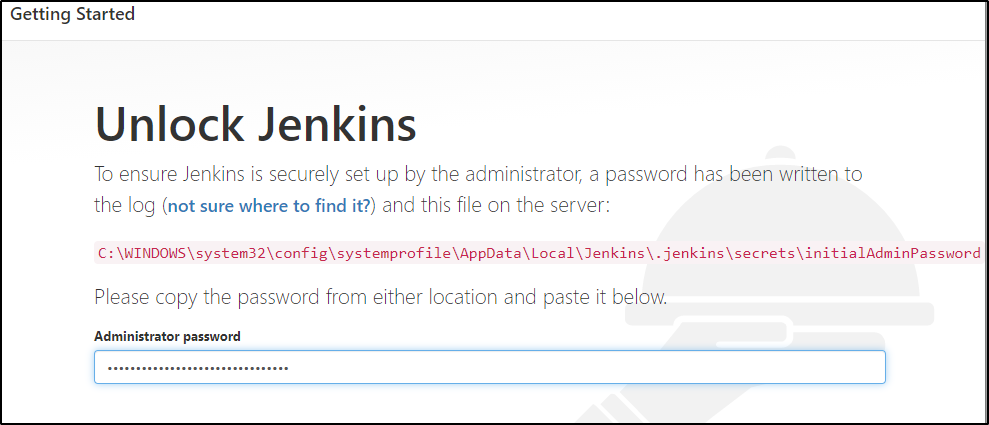 Getting Started
Unlock Jenkins
To ensure Jenkins is securely set up by the administrator, a password has been written to
the log (not sure where to find it?) and this file on the server:
C:\WINDOWS\system32\config\systemprofile\AppData\Local\Jenkins\.jenkins\secrets\initialAdminPassword
Please copy the password from either location and paste it below.
Administrator password
••••••••••••••••••••••••••••••••